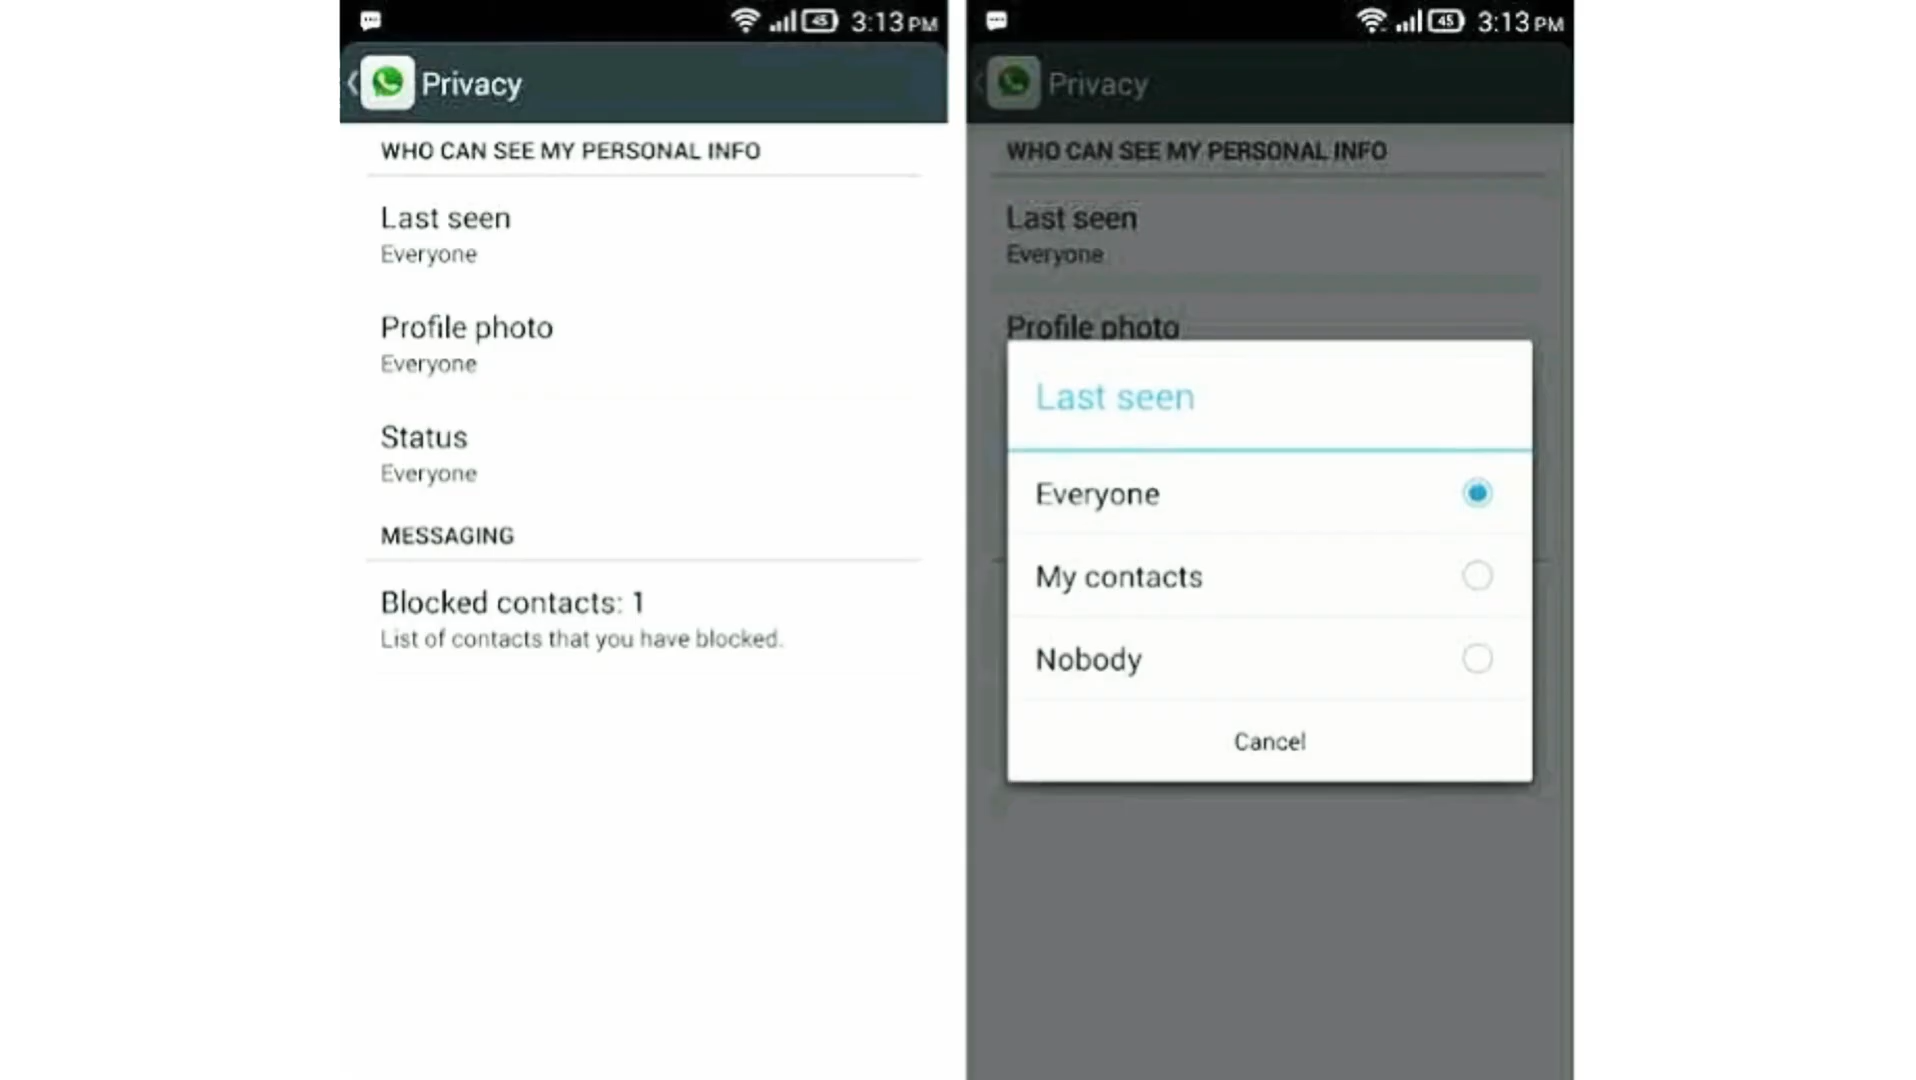 45 3:13 PM
Privacy
WHO CAN SEE MY PERSONAL INFO
Last seen
Everyone
Profile photo
Everyone
Status
Everyone
MESSAGING
Blocked contacts: 1
List of contacts that you have blocked.
45 3:13 PM
Privacy
WHO CAN SEE MY PERSONAL INFO
Last seen
Everyone
Profile photo
Last seen
Everyone
My contacts
Nobody
Cancel